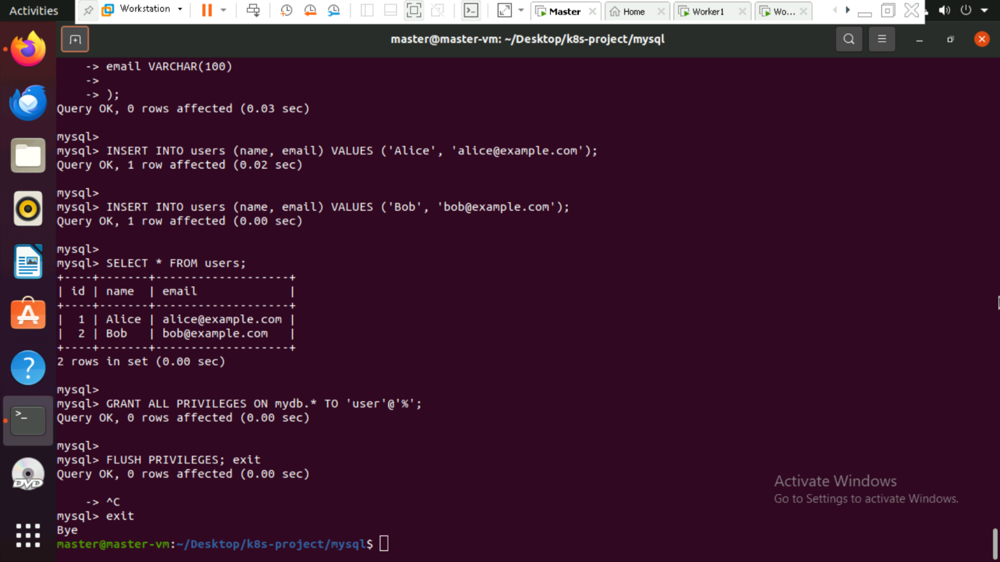 Activities
Workstation
Master
Home
Worker1
Wo...
master@master-vm: ~/Desktop/k8s-project/mysql
-> email VARCHAR(100)
->
-> );
Query OK, 0 rows affected (0.03 sec)
mysql>
mysql> INSERT INTO users (name, email) VALUES ('Alice', 'alice@example.com');
Query OK, 1 row affected (0.02 sec)
mysql>
mysql> INSERT INTO users (name, email) VALUES ('Bob', 'bob@example.com');
Query OK, 1 row affected (0.00 sec)
mysql>
mysql> SELECT * FROM users;
+----+-------+-------------------+
| id | name  | email             |
+----+-------+-------------------+
|  1 | Alice | alice@example.com |
|  2 | Bob   | bob@example.com   |
+----+-------+-------------------+
2 rows in set (0.00 sec)
mysql>
mysql> GRANT ALL PRIVILEGES ON mydb.* TO 'user'@'%';
Query OK, 0 rows affected (0.00 sec)
mysql>
mysql> FLUSH PRIVILEGES; exit
Query OK, 0 rows affected (0.00 sec)
-> ^C
mysql> exit
Bye
master@master-vm:~/Desktop/k8s-project/mysql$
Activate Windows
Go to Settings to activate Windows.
DVD